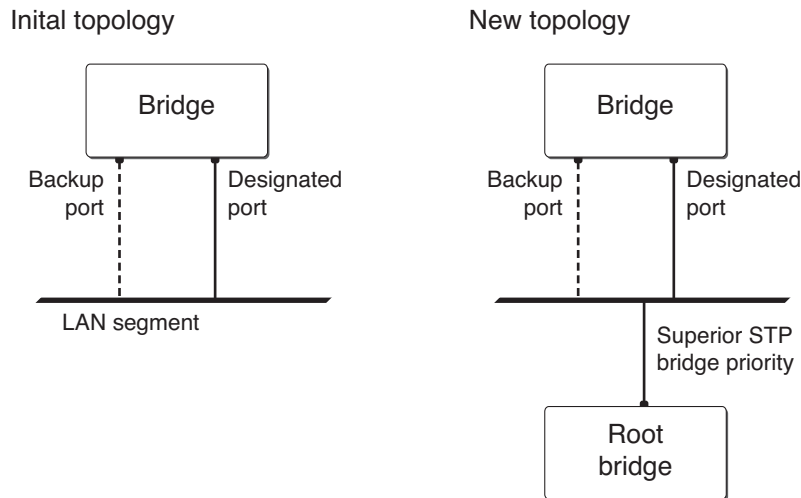 Inital topology
Bridge
Backup
port
Designated
port
LAN segment
New topology
Bridge
Backup
port
Designated
port
Superior STP
bridge priority
Root
bridge